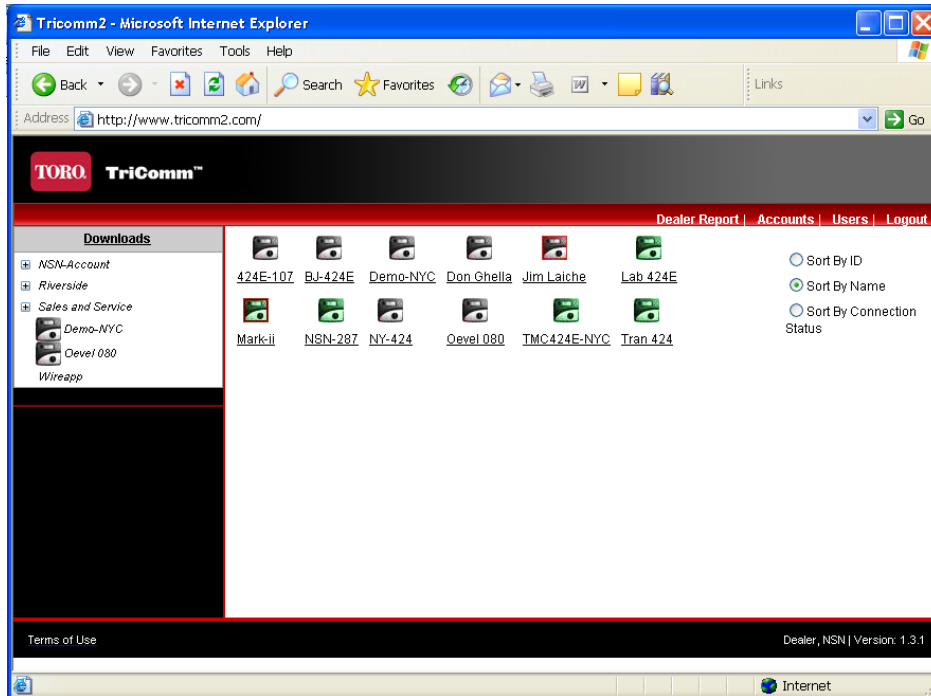 Tricomm2 - Microsoft Internet Explorer
File Edit View Favorites Tools Help
Back Search Favorites Links
Address http://www.tricomm2.com/ Go
TORO. TriComm™
Dealer Report | Accounts | Users | Logout
Downloads
NSN-Account
Riverside
Sales and Service
Demo-NYC
Oevel 080
Wireapp
424E-107 BJ-424E Demo-NYC Don Ghella Jim Laiche Lab 424E
Mark-ii NSN-287 NY-424 Oevel 080 TMC424E-NYC Tran 424
Sort By ID
Sort By Name
Sort By Connection
Status
Terms of Use Dealer, NSN | Version: 1.3.1
Internet